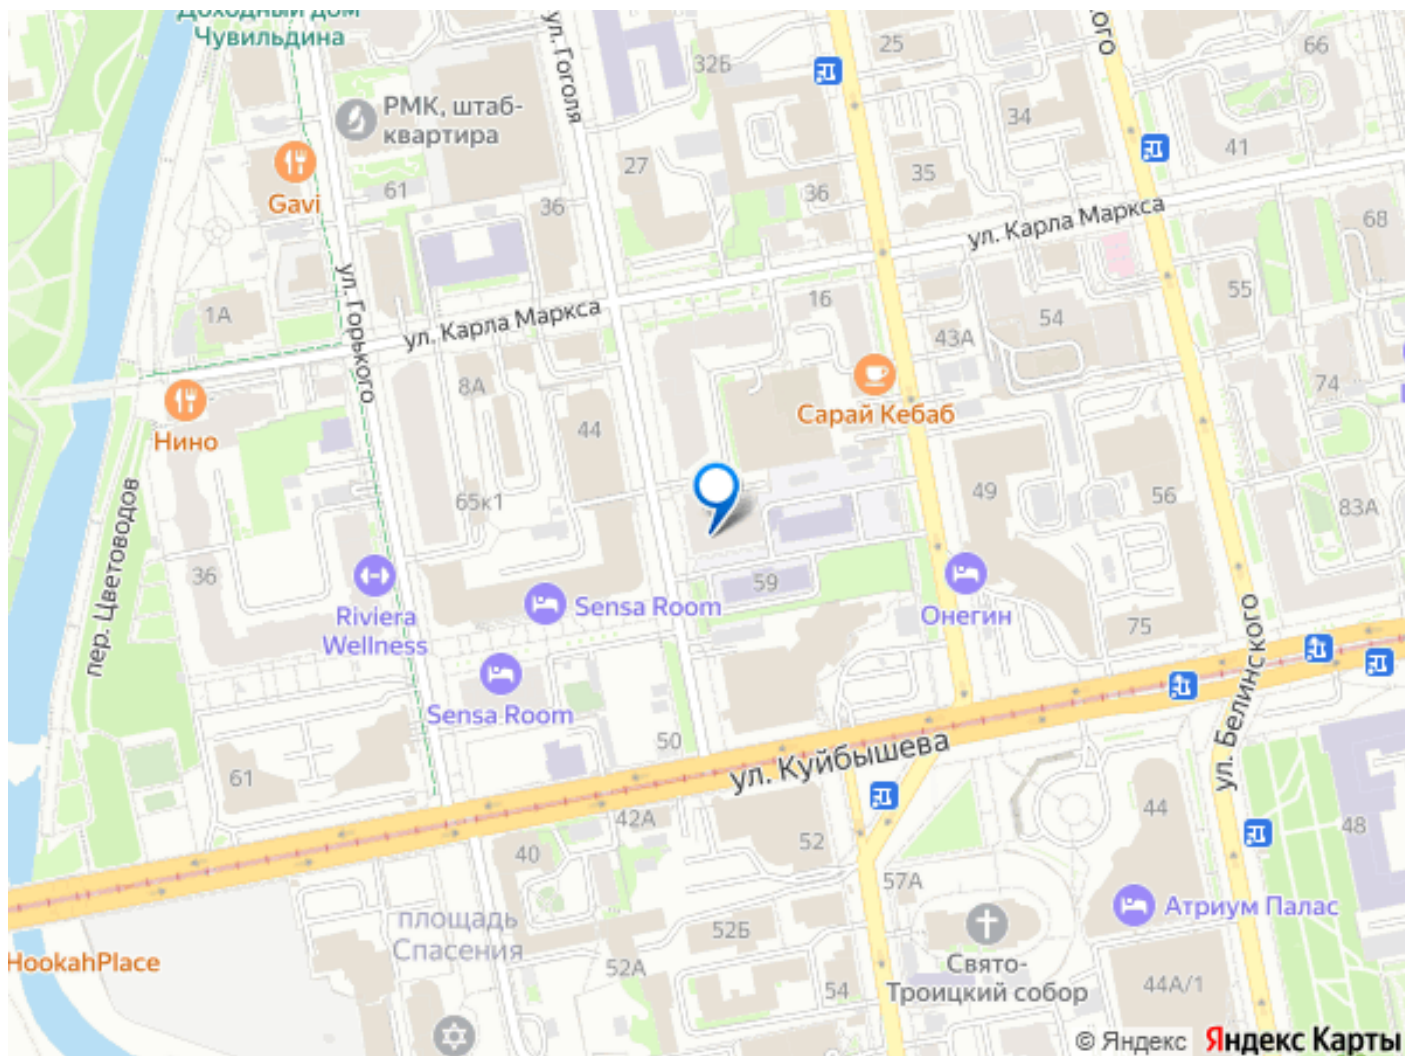 Доходный дом
Чувильдина
ул. Гоголя
32Б
25
ого
66
РМК, штаб-
квартира
34
41
27
35
Gavi
61
36
36
ул. Карла Маркса
68
ул. Горького
1А
16
55
ул. Карла Маркса
54
43А
8А
74
Сарай Кебаб
Нино
44
65к1
49
56
83А
пер. Цветоводов
36
59
Sensa Room
Riviera
Wellness
Онегин
75
ул. Белинского
Sensa Room
50
61
ул. Куйбышева
42А
40
52
44
48
57А
площадь
Спасения
52Б
Атриум Палас
HookahPlace
52А
Свято-
Троицкий собор
54
44А/1
© Яндекс Яндекс Карты